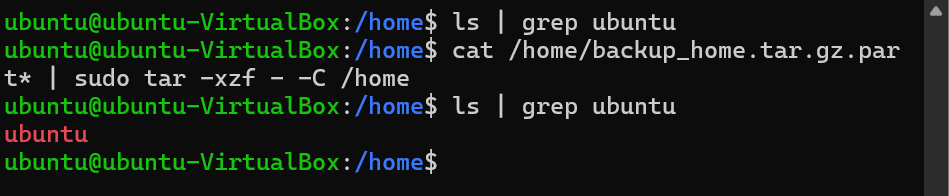 ubuntu@ubuntu-VirtualBox:/home$ ls | grep ubuntu
ubuntu@ubuntu-VirtualBox:/home$ cat /home/backup_home.tar.gz.par
t* | sudo tar -xzf - -C /home
ubuntu@ubuntu-VirtualBox:/home$ ls | grep ubuntu
ubuntu
ubuntu@ubuntu-VirtualBox:/home$